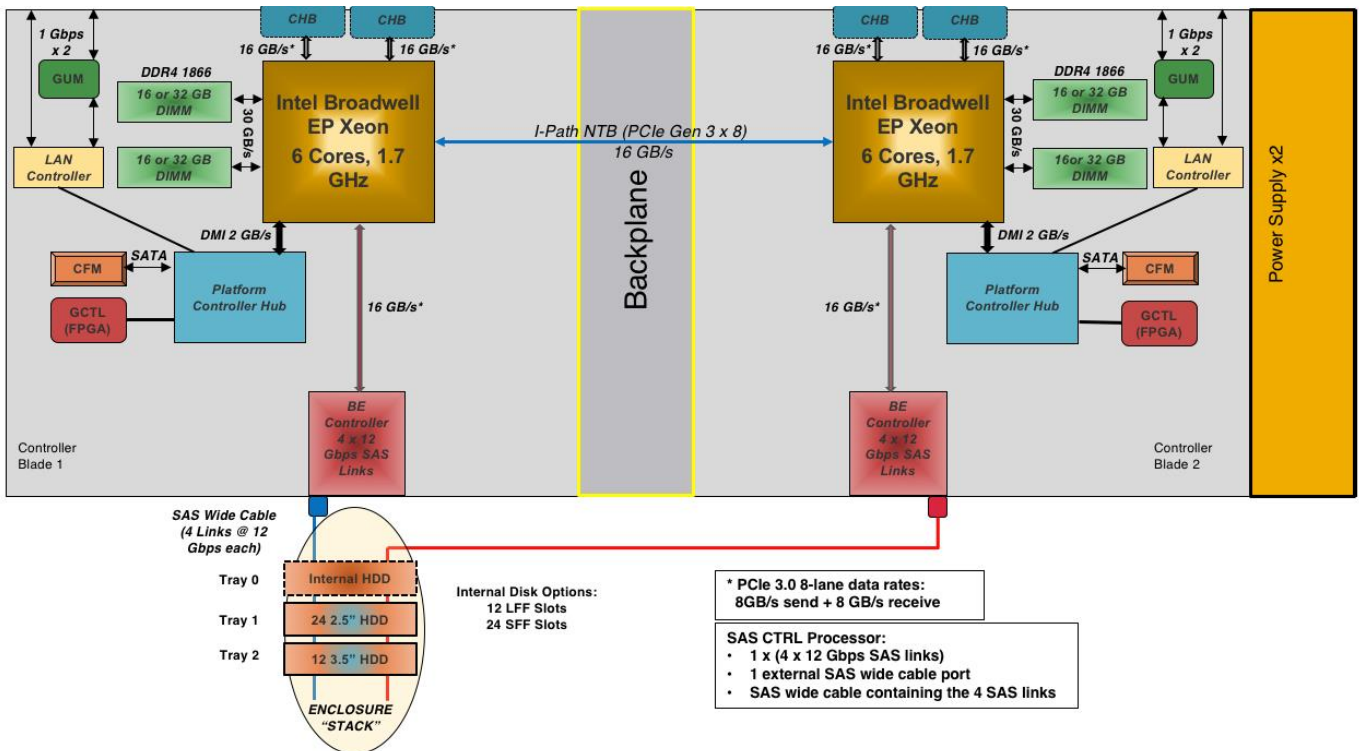 CHB
CHB
1 Gbps
x 2
16 GB/s*
16 GB/s*
GUM
DDR4 1866
16 or 32 GB
DIMM
30 GB/s
16 or 32 GB
DIMM
Intel Broadwell
EP Xeon
6 Cores, 1.7
GHz
LAN
Controller
DMI 2 GB/s
SATA
CFM
Platform
Controller Hub
GCTL
(FPGA)
16 GB/s*
BE
Controller
4 x 12
Gbps SAS
Links
Controller
Blade 1
I-Path NTB (PCIe Gen 3 x 8)
16 GB/s
Backplane
CHB
CHB
1 Gbps
x 2
16 GB/s*
16 GB/s*
GUM
DDR4 1866
16 or 32 GB
DIMM
30 GB/s
16or 32 GB
DIMM
Intel Broadwell
EP Xeon
6 Cores, 1.7
GHz
LAN
Controller
DMI 2 GB/s
SATA
CFM
Platform
Controller Hub
GCTL
(FPGA)
16 GB/s*
BE
Controller
4 x 12
Gbps SAS
Links
Controller
Blade 2
Power Supply x2
SAS Wide Cable
(4 Links @ 12
Gbps each)
Tray 0
Internal HDD
Tray 1
24 2.5” HDD
Tray 2
12 3.5” HDD
ENCLOSURE
“STACK”
Internal Disk Options:
12 LFF Slots
24 SFF Slots
* PCIe 3.0 8-lane data rates:
8GB/s send + 8 GB/s receive
SAS CTRL Processor:
• 1 x (4 x 12 Gbps SAS links)
• 1 external SAS wide cable port
• SAS wide cable containing the 4 SAS links